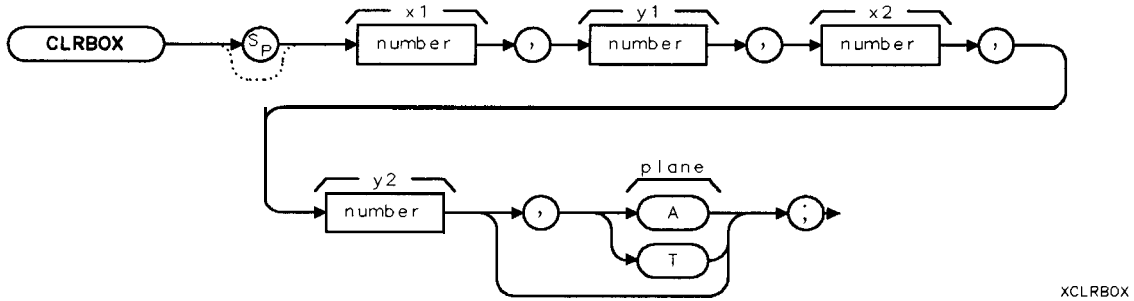 x1 y1 x2
CLRBOX SP number , number , number ,
y2 plane
number , A ;
T
XCLRBOX